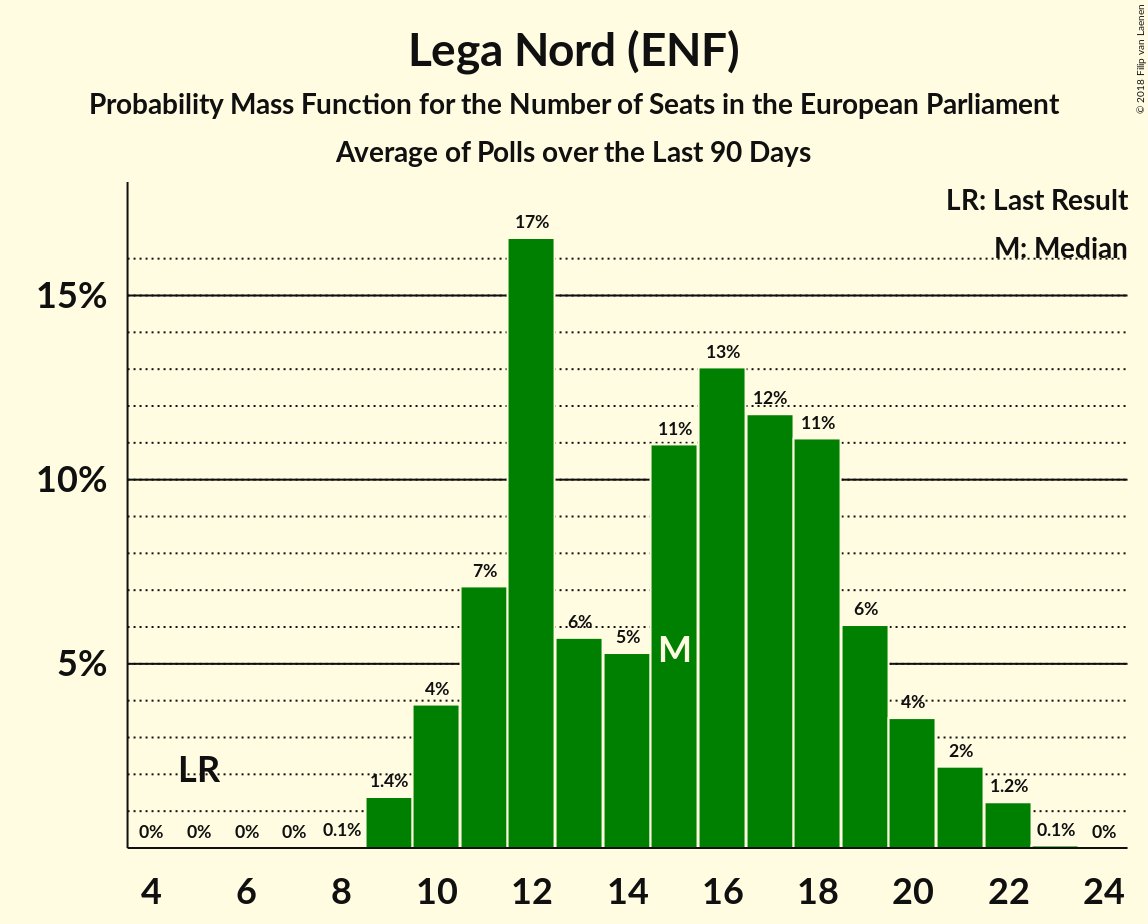 Lega Nord (ENF)
Probability Mass Function for the Number of Seats in the European Parliament
Average of Polls over the Last 90 Days
© 2018 Filip van Laenen
LR: Last Result
M: Median
15%
10%
5%
0%
0%
0%
0%
0.1%
1.4%
4%
7%
17%
6%
5%
11%
13%
12%
11%
6%
4%
2%
1.2%
0.1%
0%
LR
M
4 6 8 10 12 14 16 18 20 22 24